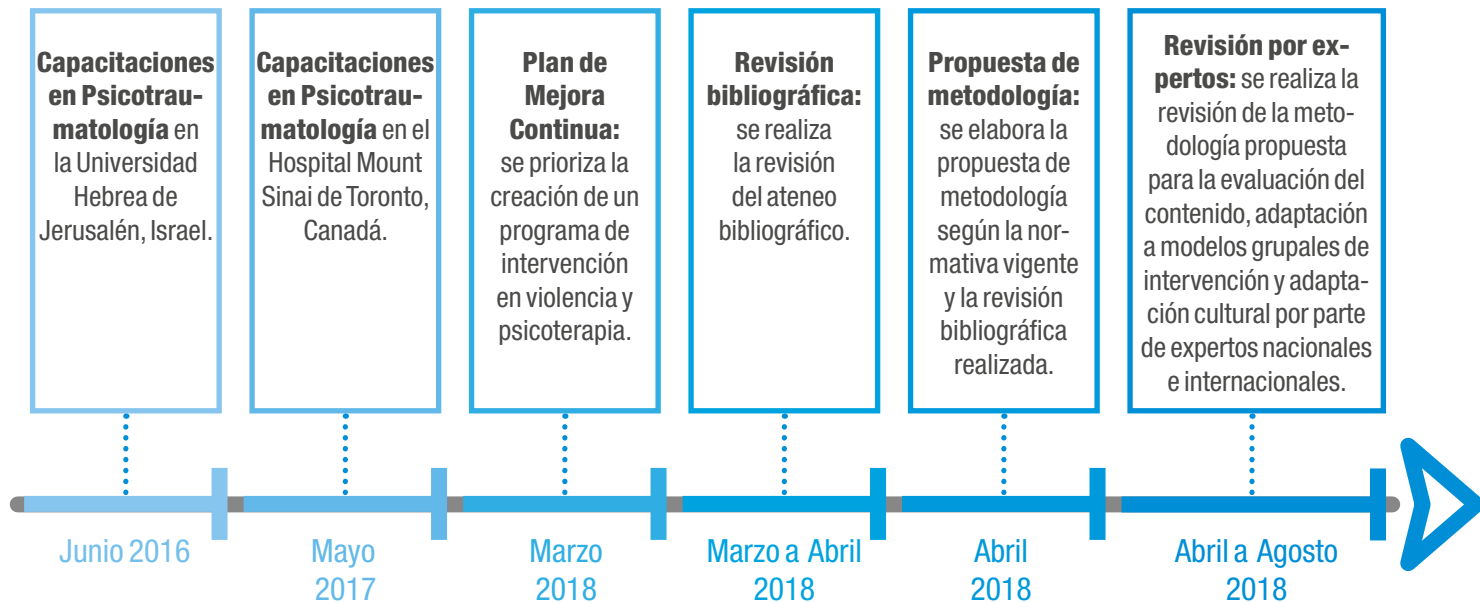 Capacitaciones
en Psicotrau-
matología en
la Universidad
Hebrea de
Jerusalén, Israel.
Capacitaciones
en Psicotrau-
matología en el
Hospital Mount
Sinai de Toronto,
Canadá.
Plan de
Mejora
Continua:
se prioriza la
creación de un
programa de
intervención
en violencia y
psicoterapia.
Revisión
bibliográfica:
se realiza
la revisión
del ateneo
bibliográfico.
Propuesta de
metodología:
se elabora la
propuesta de
metodología
según la nor-
mativa vigente
y la revisión
bibliográfica
realizada.
Revisión por ex-
pertos: se realiza la
revisión de la meto-
dología propuesta
para la evaluación del
contenido, adaptación
a modelos grupales de
intervención y adapta-
ción cultural por parte
de expertos nacionales
e internacionales.
Junio 2016
Mayo
2017
Marzo
2018
Marzo a Abril
2018
Abril
2018
Abril a Agosto
2018